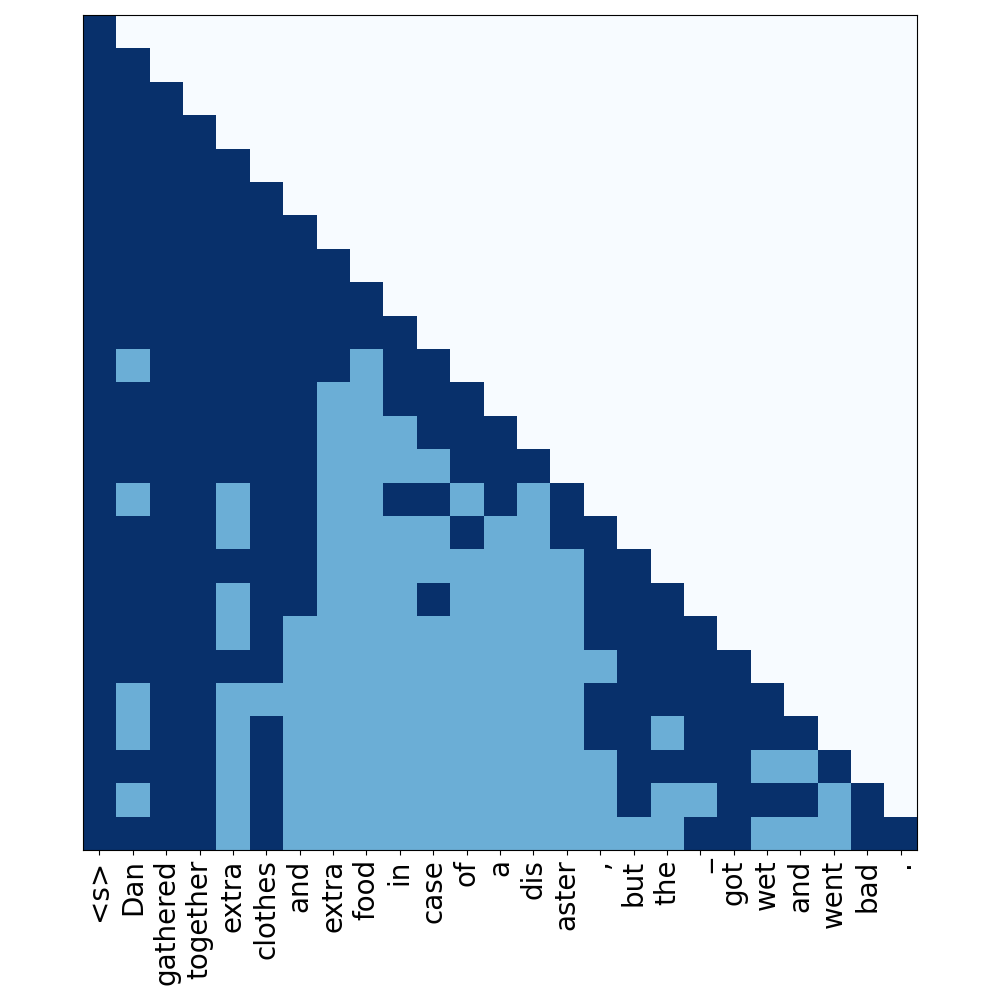 <s>
Dan
gathered
together
extra
clothes
and
extra
food
in
case
of
a
dis
aster
,
but
the
_
got
wet
and
went
bad
.